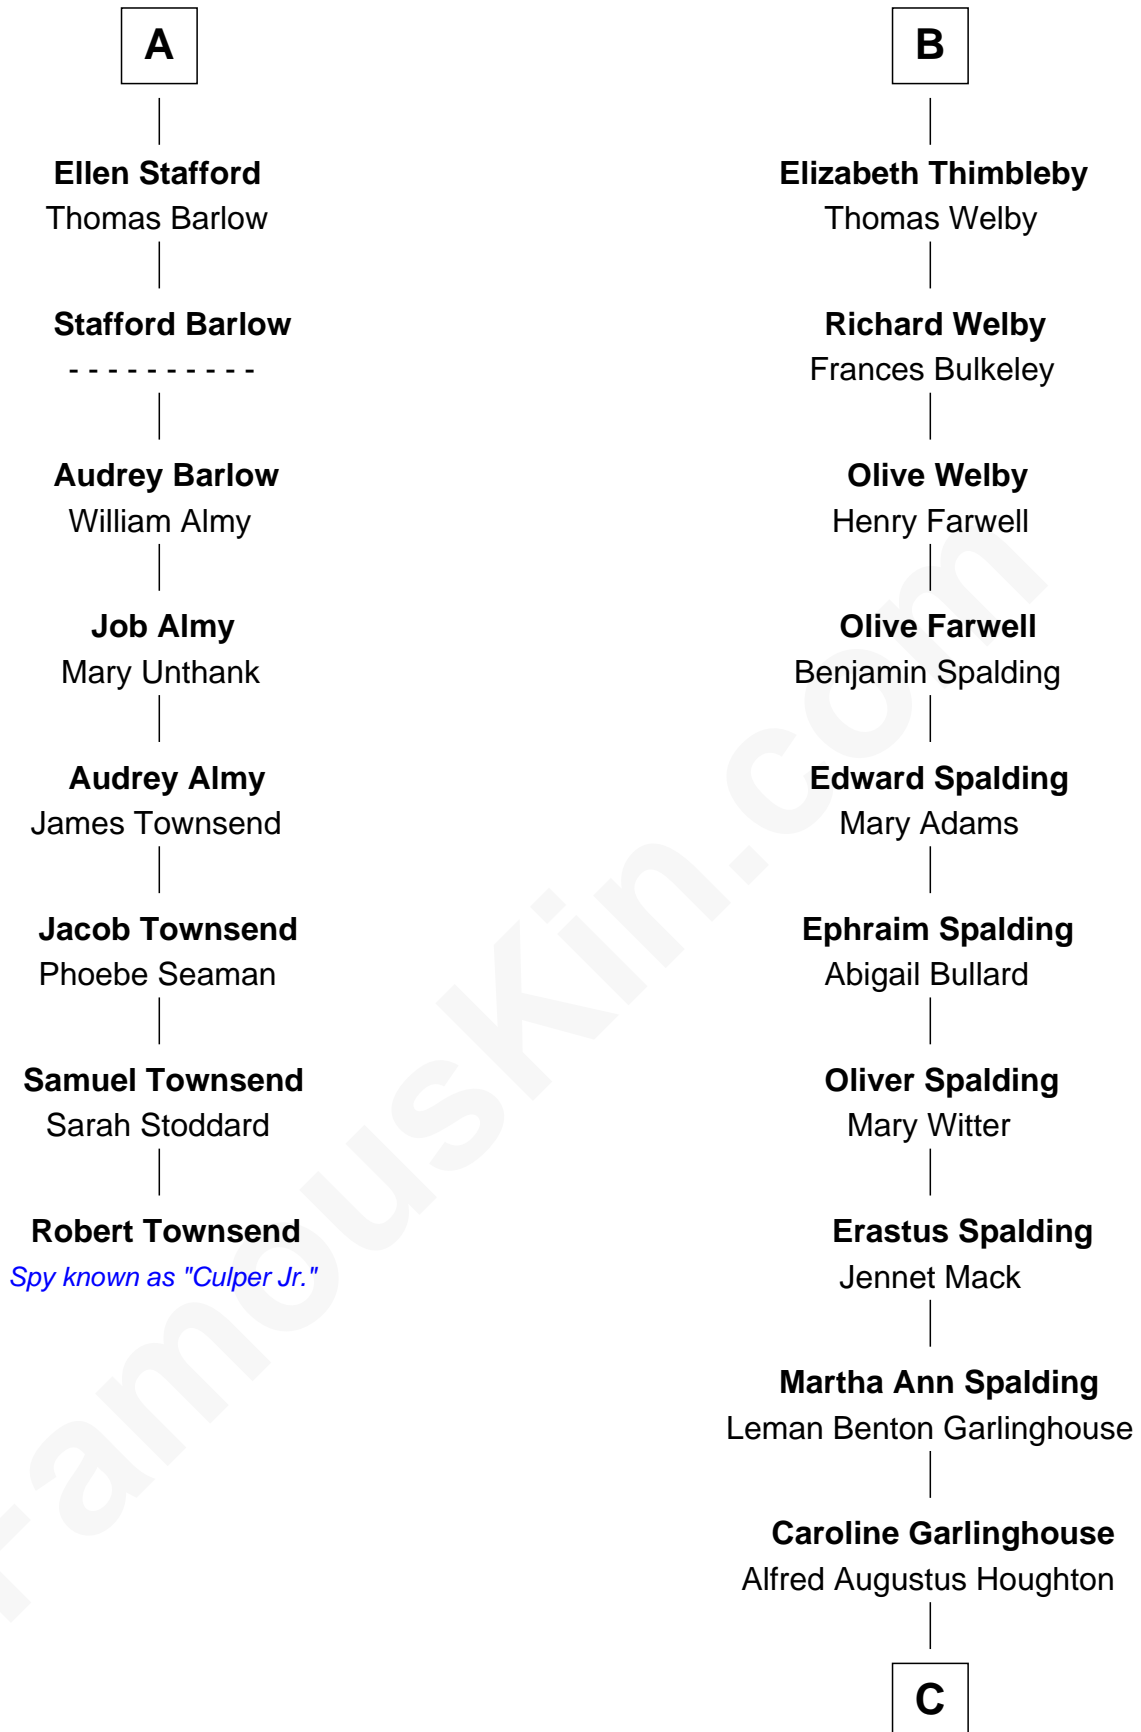 A
Ellen Stafford
Thomas Barlow
Stafford Barlow
- - - - - - - - - -
Audrey Barlow
William Almy
Job Almy
Mary Unthank
Audrey Almy
James Townsend
Jacob Townsend
Phoebe Seaman
Samuel Townsend
Sarah Stoddard
Robert Townsend
Spy known as "Culper Jr."
B
Elizabeth Thimbleby
Thomas Welby
Richard Welby
Frances Bulkeley
Olive Welby
Henry Farwell
Olive Farwell
Benjamin Spalding
Edward Spalding
Mary Adams
Ephraim Spalding
Abigail Bullard
Oliver Spalding
Mary Witter
Erastus Spalding
Jennet Mack
Martha Ann Spalding
Leman Benton Garlinghouse
Caroline Garlinghouse
Alfred Augustus Houghton
C
FamousKin.com